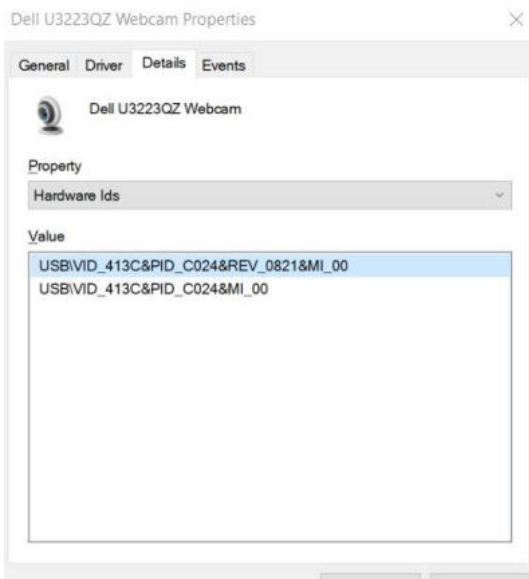 Dell U3223QZ Webcam Properties
General Driver Details Events
Dell U3223QZ Webcam
Property
Hardware Ids
Value
USB\VID_413C&PID_C024&REV_0821&MI_00
USB\VID_413C&PID_C024&MI_00